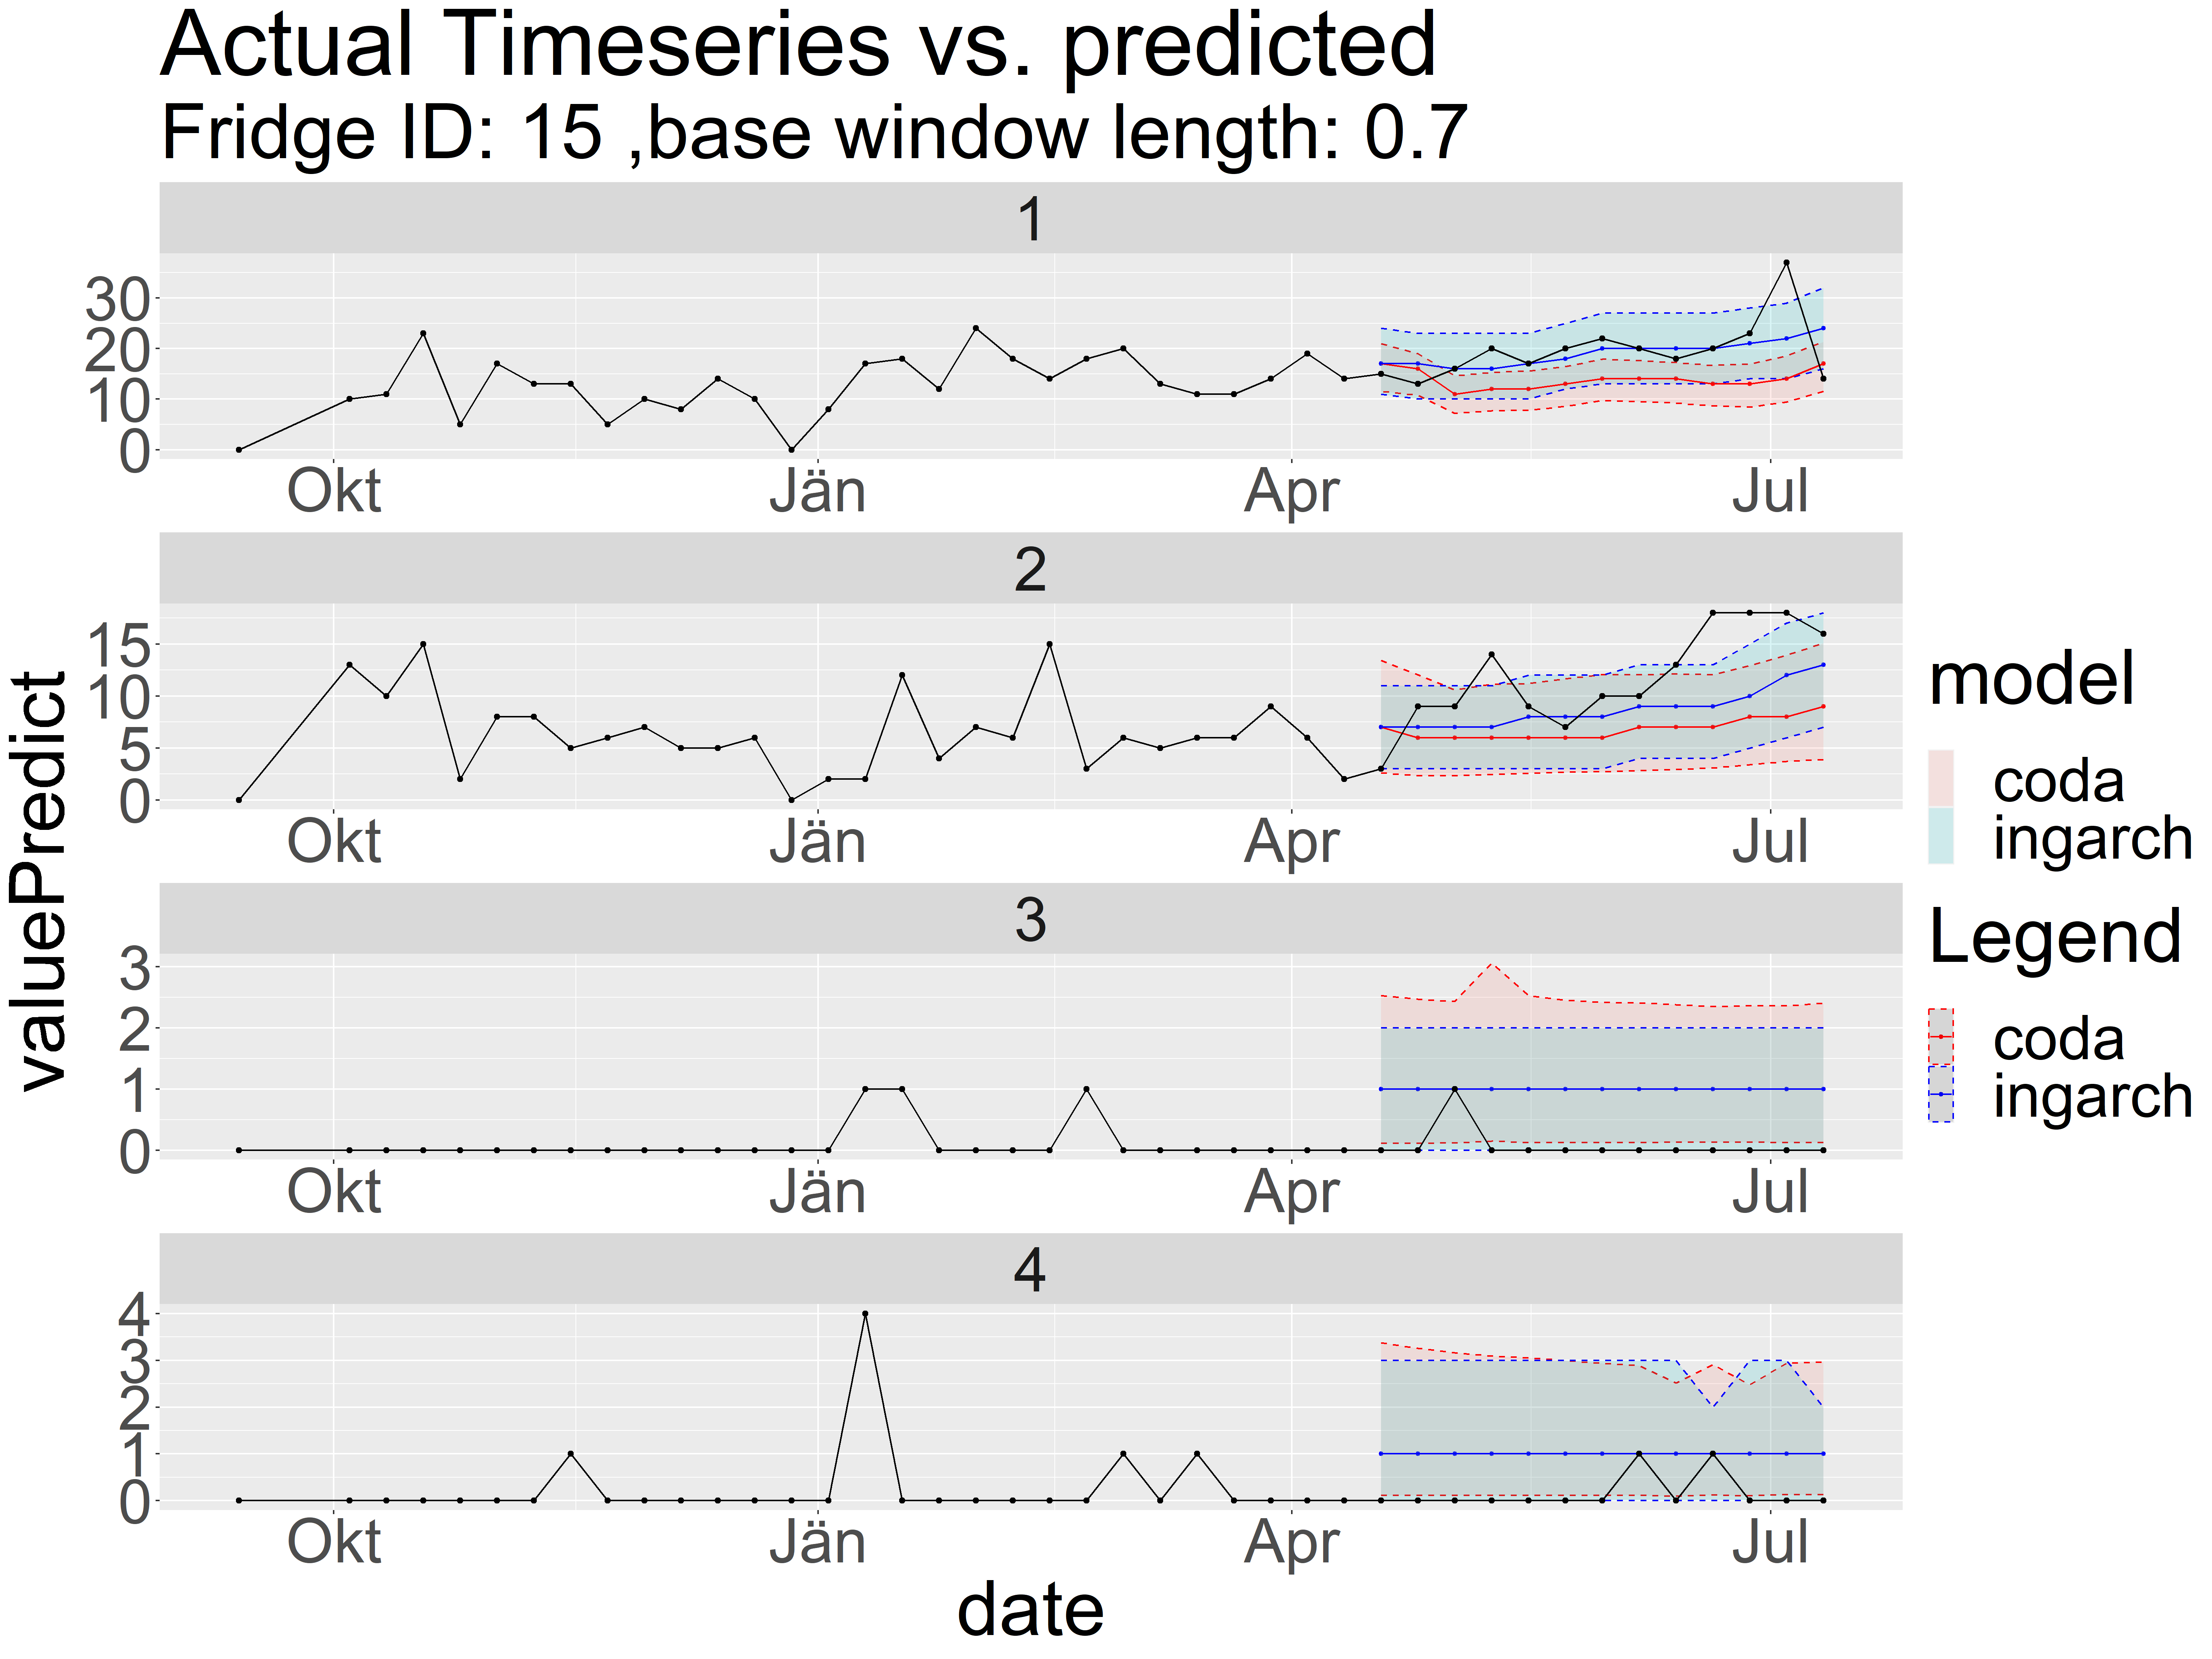 Actual Timeseries vs. predicted
Fridge ID: 15 ,base window length: 0.7
valuePredict
1
30
20
10
0
Okt Jän Apr Jul
2
15
10
5
0
Okt Jän Apr Jul
3
3
2
1
0
Okt Jän Apr Jul
4
4
3
2
1
0
Okt Jän Apr Jul
date
model
coda
ingarch
Legend
coda
ingarch